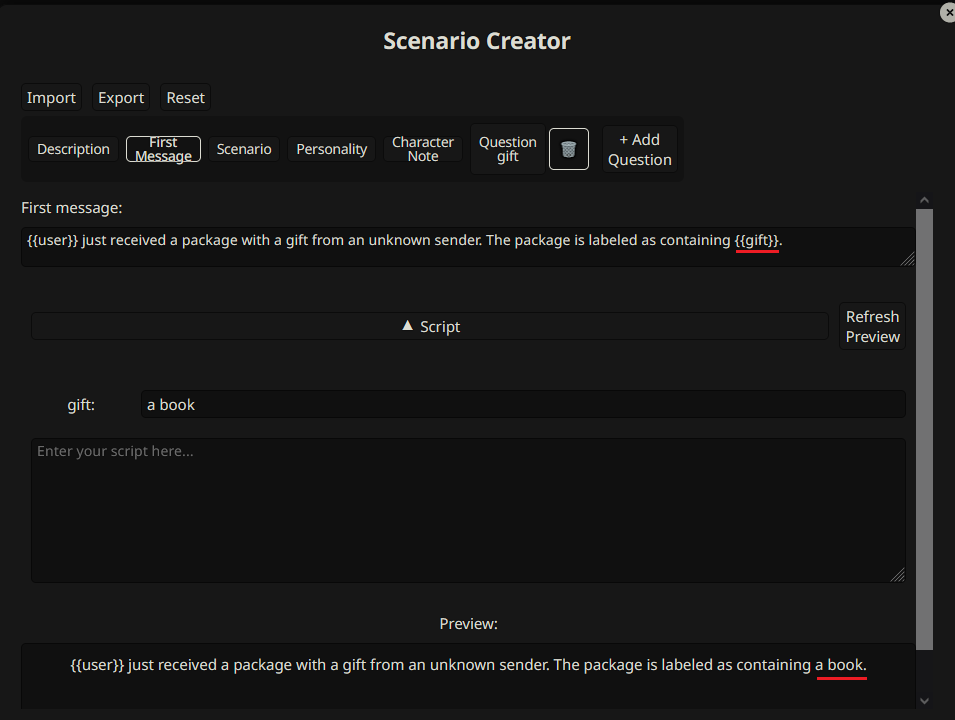 Scenario Creator
Import Export Reset
Description
First
Message
Scenario
Personality
Character
Note
Question
gift
+ Add
Question
First message:
{{user}} just received a package with a gift from an unknown sender. The package is labeled as containing {{gift}}.
▲ Script
Refresh
Preview
gift: a book
Enter your script here...
Preview:
{{user}} just received a package with a gift from an unknown sender. The package is labeled as containing a book.